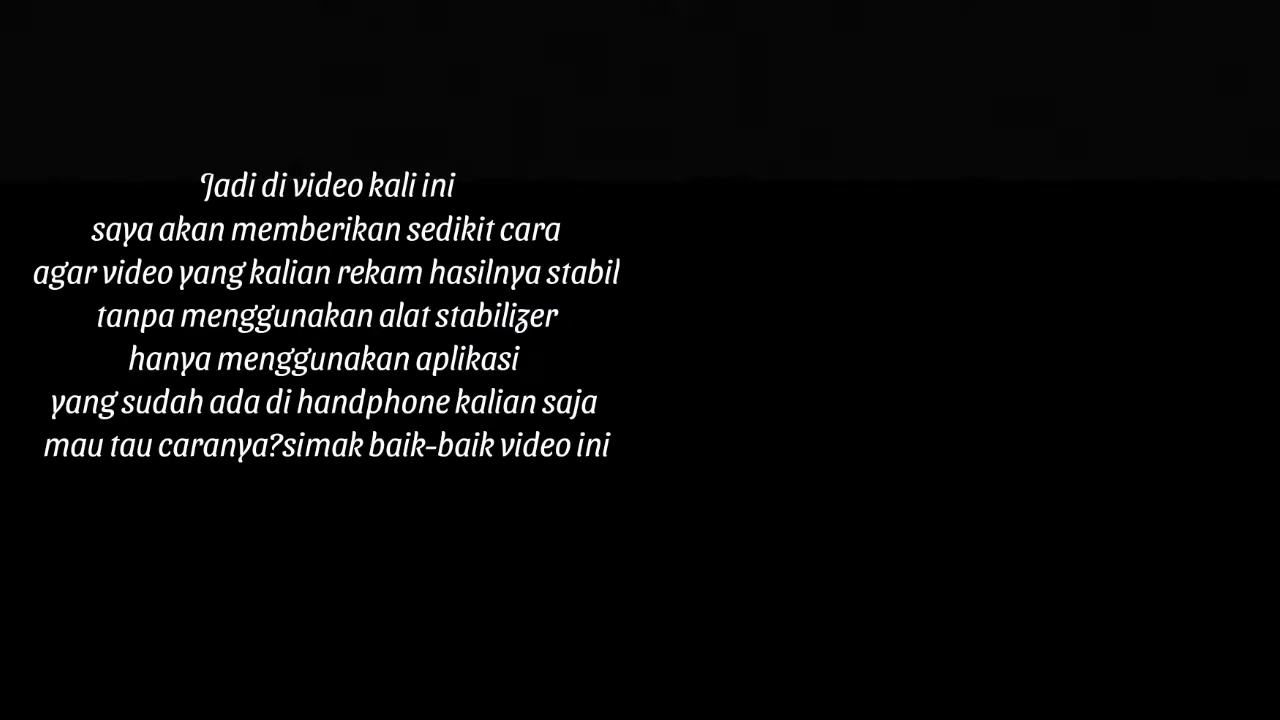 Jadi di video kali ini
saya akan memberikan sedikit cara
agar video yang kalian rekam hasilnya stabil
tanpa menggunakan alat stabilizer
hanya menggunakan aplikasi
yang sudah ada di handphone kalian saja
mau tau caranya?simak baik-baik video ini